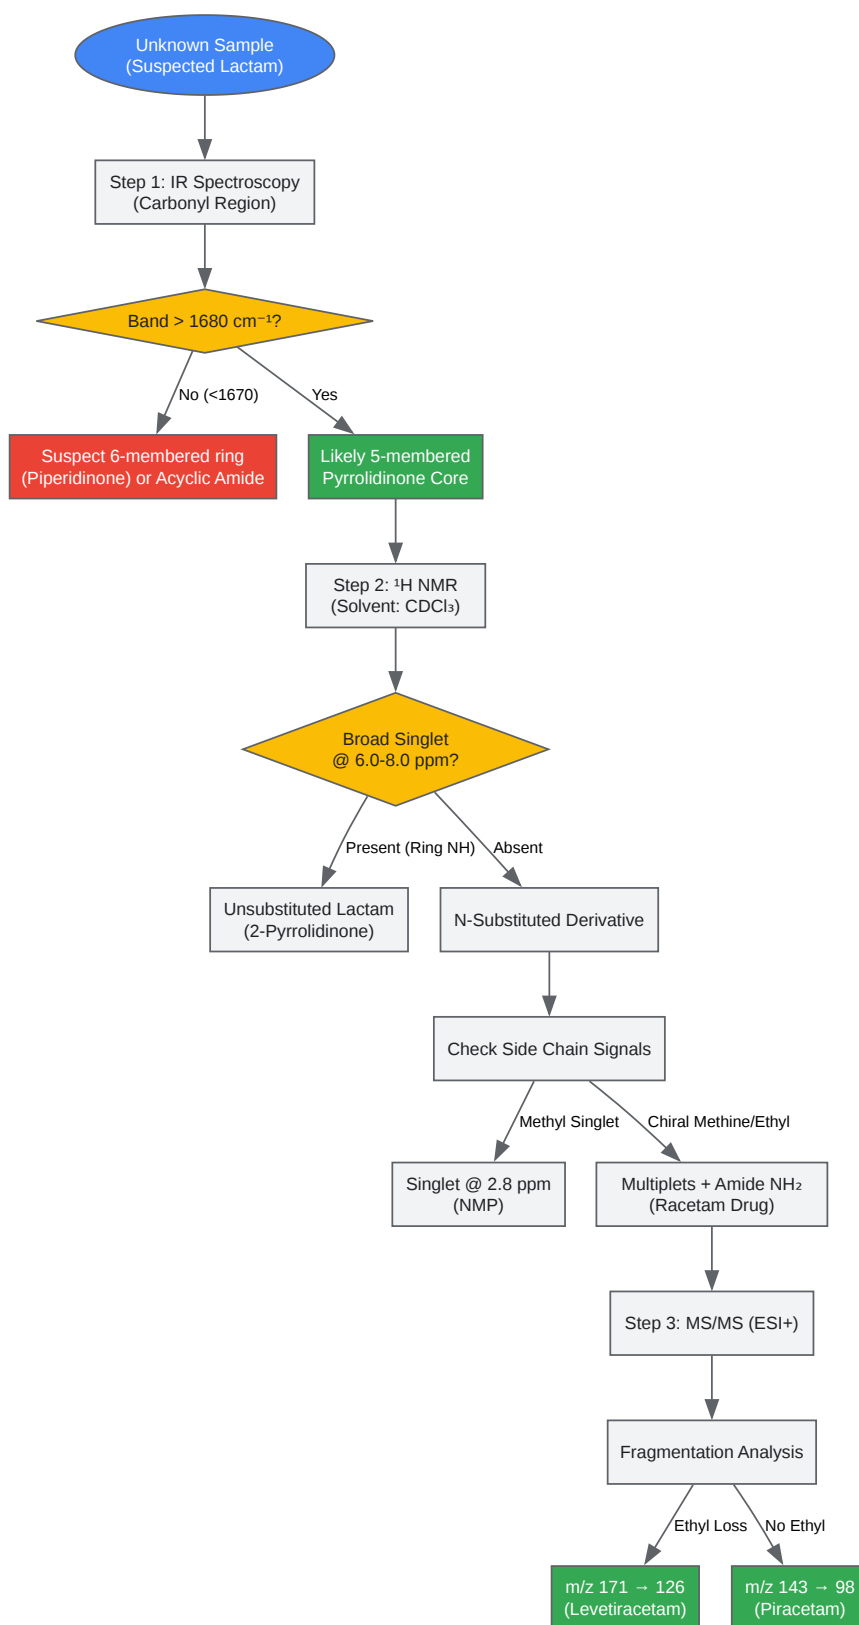 Unknown Sample
(Suspected Lactam)
Step 1: IR Spectroscopy
(Carbonyl Region)
Band > 1680 cm⁻¹?
No (<1670)
Yes
Suspect 6-membered ring
(Piperidinone) or Acyclic Amide
Likely 5-membered
Pyrrolidinone Core
Step 2: ¹H NMR
(Solvent: CDCl₃)
Broad Singlet
@ 6.0-8.0 ppm?
Present (Ring NH)
Absent
Unsubstituted Lactam
(2-Pyrrolidinone)
N-Substituted Derivative
Check Side Chain Signals
Methyl Singlet
Chiral Methine/Ethyl
Singlet @ 2.8 ppm
(NMP)
Multiplets + Amide NH₂
(Racetam Drug)
Step 3: MS/MS (ESI+)
Fragmentation Analysis
Ethyl Loss
No Ethyl
m/z 171 → 126
(Levetiracetam)
m/z 143 → 98
(Piracetam)